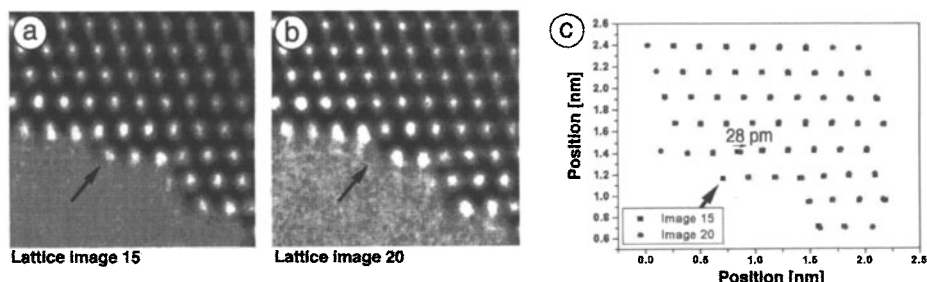 a
Lattice image 15
b
Lattice image 20
c
Position [nm]
2.6
2.4
2.2
2.0
1.8
1.6
1.4
1.2
1.0
0.8
0.6
28 pm
Image 15
Image 20
0.0 0.5 1.0 1.5 2.0 2.5
Position [nm]